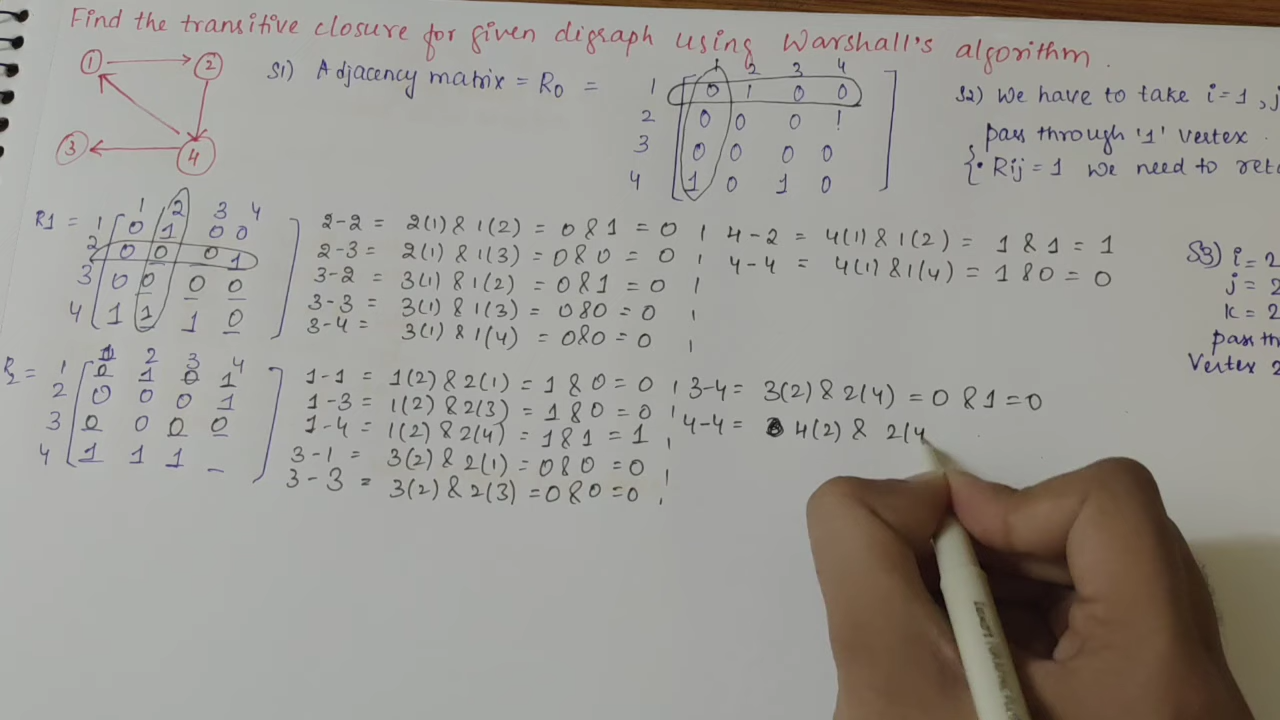 Find the transitive closure for given digraph using Warshall's algorithm.
1 2
3 4
S1) Adjacency matrix = R0 =
1 2 3 4
1 0 1 0 0
2 0 0 0 1
3 0 0 0 0
4 1 0 1 0
S2) We have to take i=1, j
pass through '1' vertex.
{• Rij = 1 we need to
R1 =
1 2 3 4
1 0 1 0 0
2 0 0 0 1
3 0 0 0 0
4 1 1 1 0
2-2 = 2(1) & 1(2) = 0 & 1 = 0
2-3 = 2(1) & 1(3) = 0 & 0 = 0
3-2 = 3(1) & 1(2) = 0 & 1 = 0
3-3 = 3(1) & 1(3) = 0 & 0 = 0
3-4 = 3(1) & 1(4) = 0 & 0 = 0
4-2 = 4(1) & 1(2) = 1 & 1 = 1
4-4 = 4(1) & 1(4) = 1 & 0 = 0
S3) i = 2
j = 2
k = 2
pass
Vertex 2
R2 =
1 2 3 4
1 0 1 0 1
2 0 0 0 1
3 0 0 0 0
4 1 1 1 _
1-1 = 1(2) & 2(1) = 1 & 0 = 0
1-3 = 1(2) & 2(3) = 1 & 0 = 0
1-4 = 1(2) & 2(4) = 1 & 1 = 1
3-1 = 3(2) & 2(1) = 0 & 0 = 0
3-3 = 3(2) & 2(3) = 0 & 0 = 0
3-4 = 3(2) & 2(4) = 0 & 1 = 0
4-4 = 4(2) & 2(4